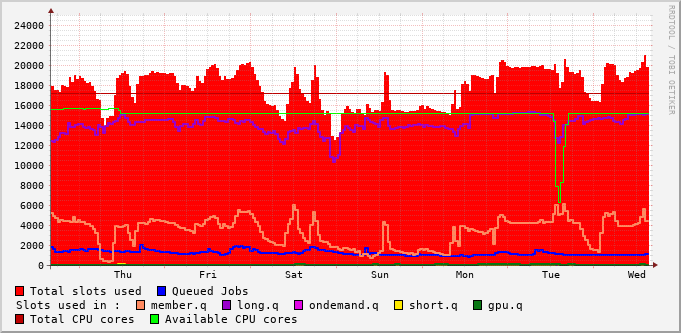 RRDTOOL / TOBI OETIKER
24000
22000
20000
18000
16000
14000
12000
10000
8000
6000
4000
2000
0
Thu Fri Sat Sun Mon Tue Wed
Total slots used Queued Jobs
Slots used in : member.q long.q ondemand.q short.q gpu.q
Total CPU cores Available CPU cores